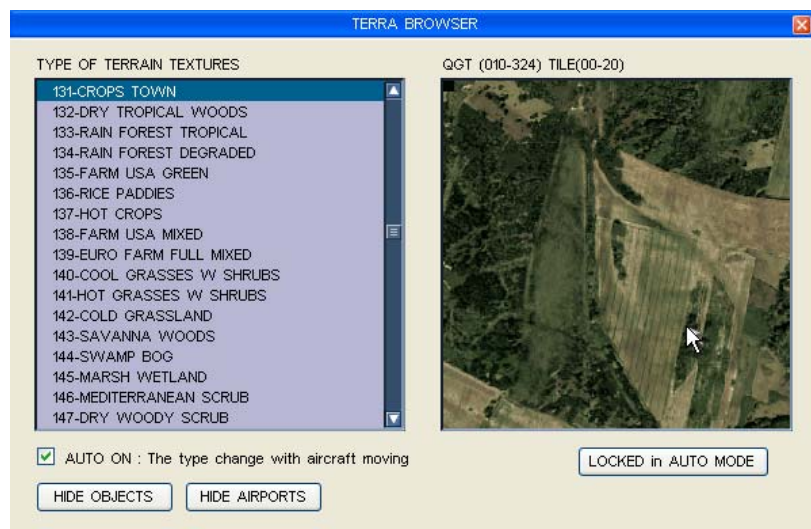 TERRA BROWSER
TYPE OF TERRAIN TEXTURES
131-CROPS TOWN
132-DRY TROPICAL WOODS
133-RAIN FOREST TROPICAL
134-RAIN FOREST DEGRADED
135-FARM USA GREEN
136-RICE PADDIES
137-HOT CROPS
138-FARM USA MIXED
139-EURO FARM FULL MIXED
140-COOL GRASSES W SHRUBS
141-HOT GRASSES W SHRUBS
142-COLD GRASSLAND
143-SAVANNA WOODS
144-SWAMP BOG
145-MARSH WETLAND
146-MEDITERRANEAN SCRUB
147-DRY WOODY SCRUB
QGT (010-324) TILE(00-20)
AUTO ON : The type change with aircraft moving
LOCKED in AUTO MODE
HIDE OBJECTS
HIDE AIRPORTS